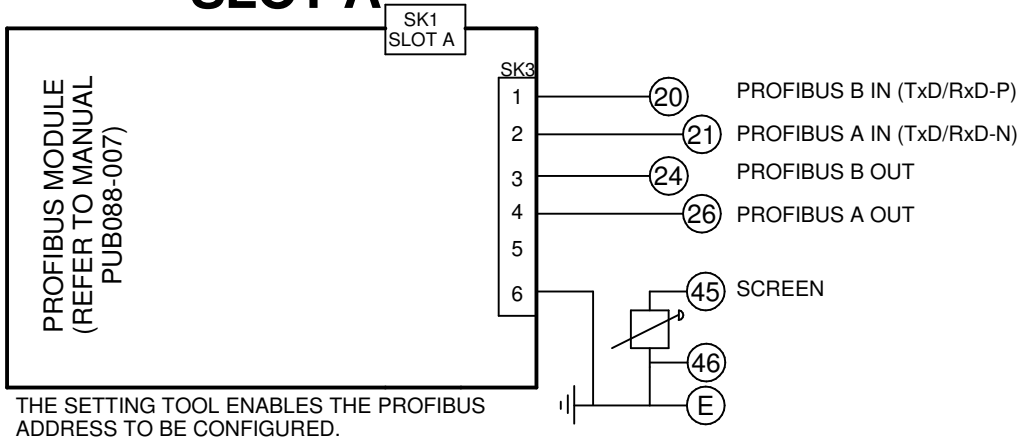 SLOT A
SK1
SLOT A
PROFIBUS MODULE
(REFER TO MANUAL
PUB088-007)
SK3
1
20
PROFIBUS B IN (TxD/RxD-P)
2
21
PROFIBUS A IN (TxD/RxD-N)
3
24
PROFIBUS B OUT
4
26
PROFIBUS A OUT
5
6
45
SCREEN
46
E
THE SETTING TOOL ENABLES THE PROFIBUS
ADDRESS TO BE CONFIGURED.